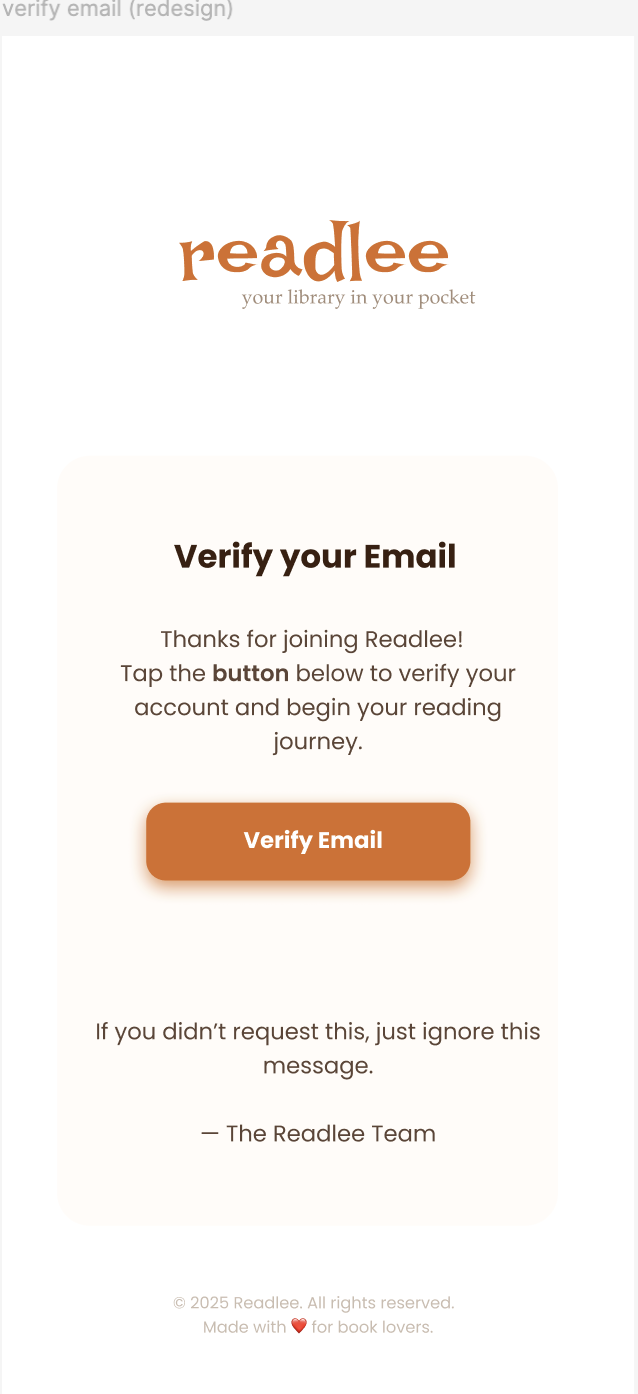 verify email (redesign)
readlee
your library in your pocket
Verify your Email
Thanks for joining Readlee!
Tap the button below to verify your
account and begin your reading
journey.
Verify Email
If you didn’t request this, just ignore this
message.
— The Readlee Team
© 2025 Readlee. All rights reserved.
Made with ❤️ for book lovers.